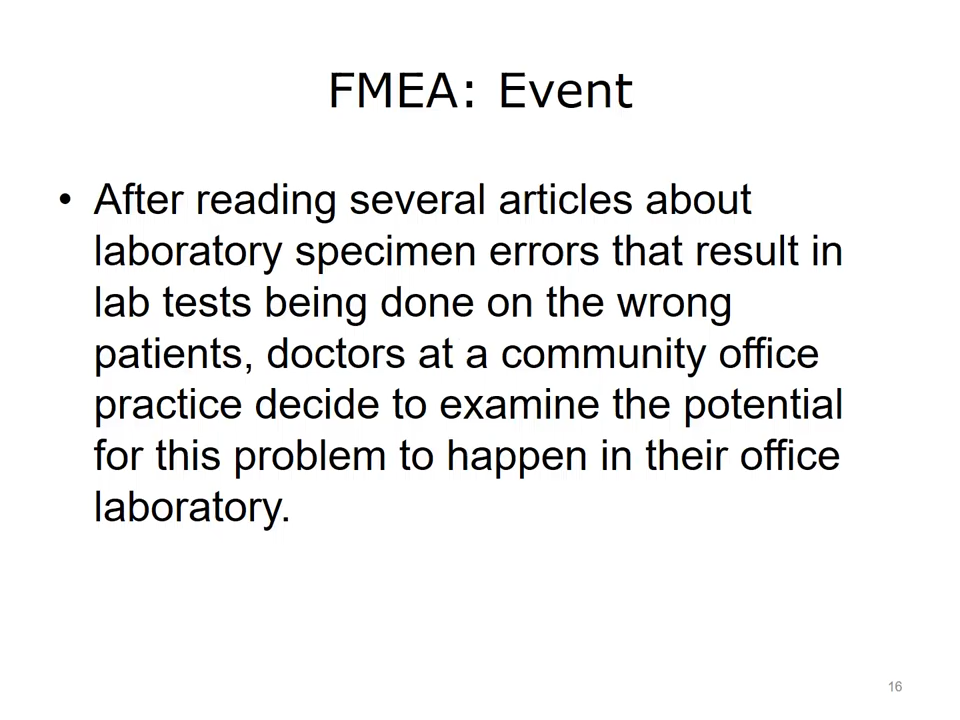 FMEA: Event
• After reading several articles about
laboratory specimen errors that result in
lab tests being done on the wrong
patients, doctors at a community office
practice decide to examine the potential
for this problem to happen in their office
laboratory.
16